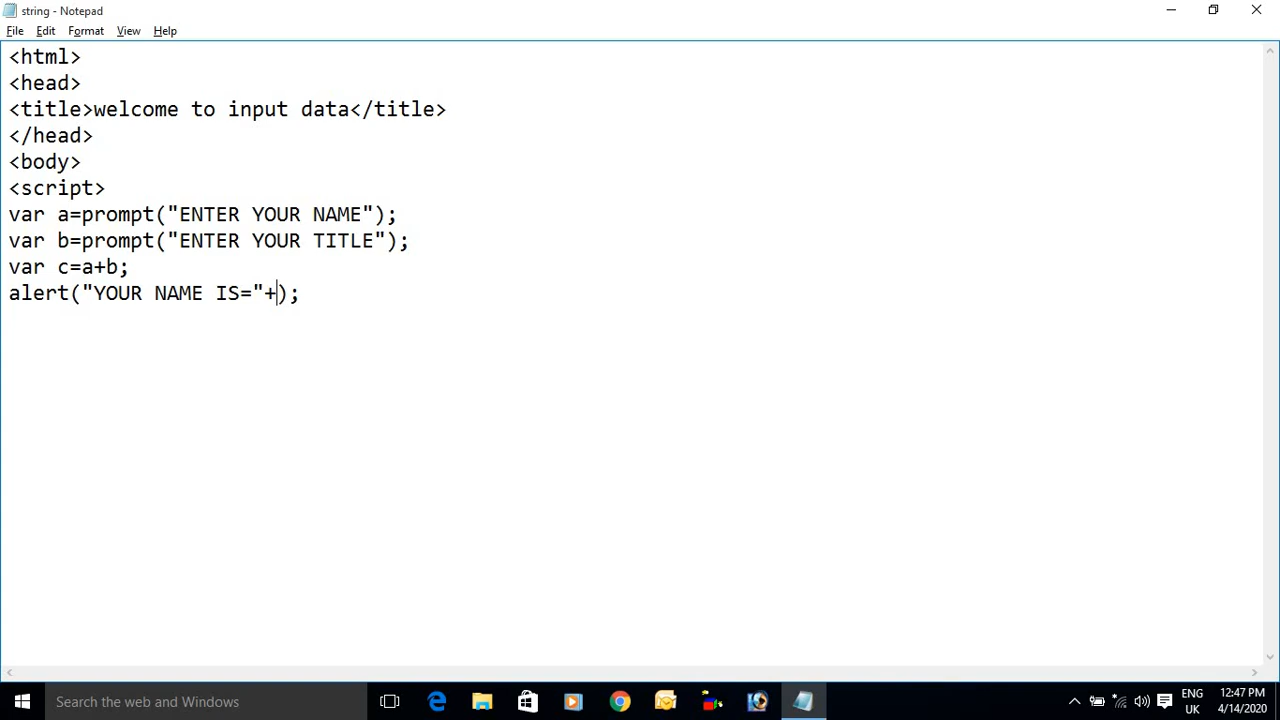 string - Notepad
File Edit Format View Help
<html>
<head>
<title>welcome to input data</title>
</head>
<body>
<script>
var a=prompt("ENTER YOUR NAME");
var b=prompt("ENTER YOUR TITLE");
var c=a+b;
alert("YOUR NAME IS="+);
Search the web and Windows
ENG 12:47 PM
UK 4/14/2020